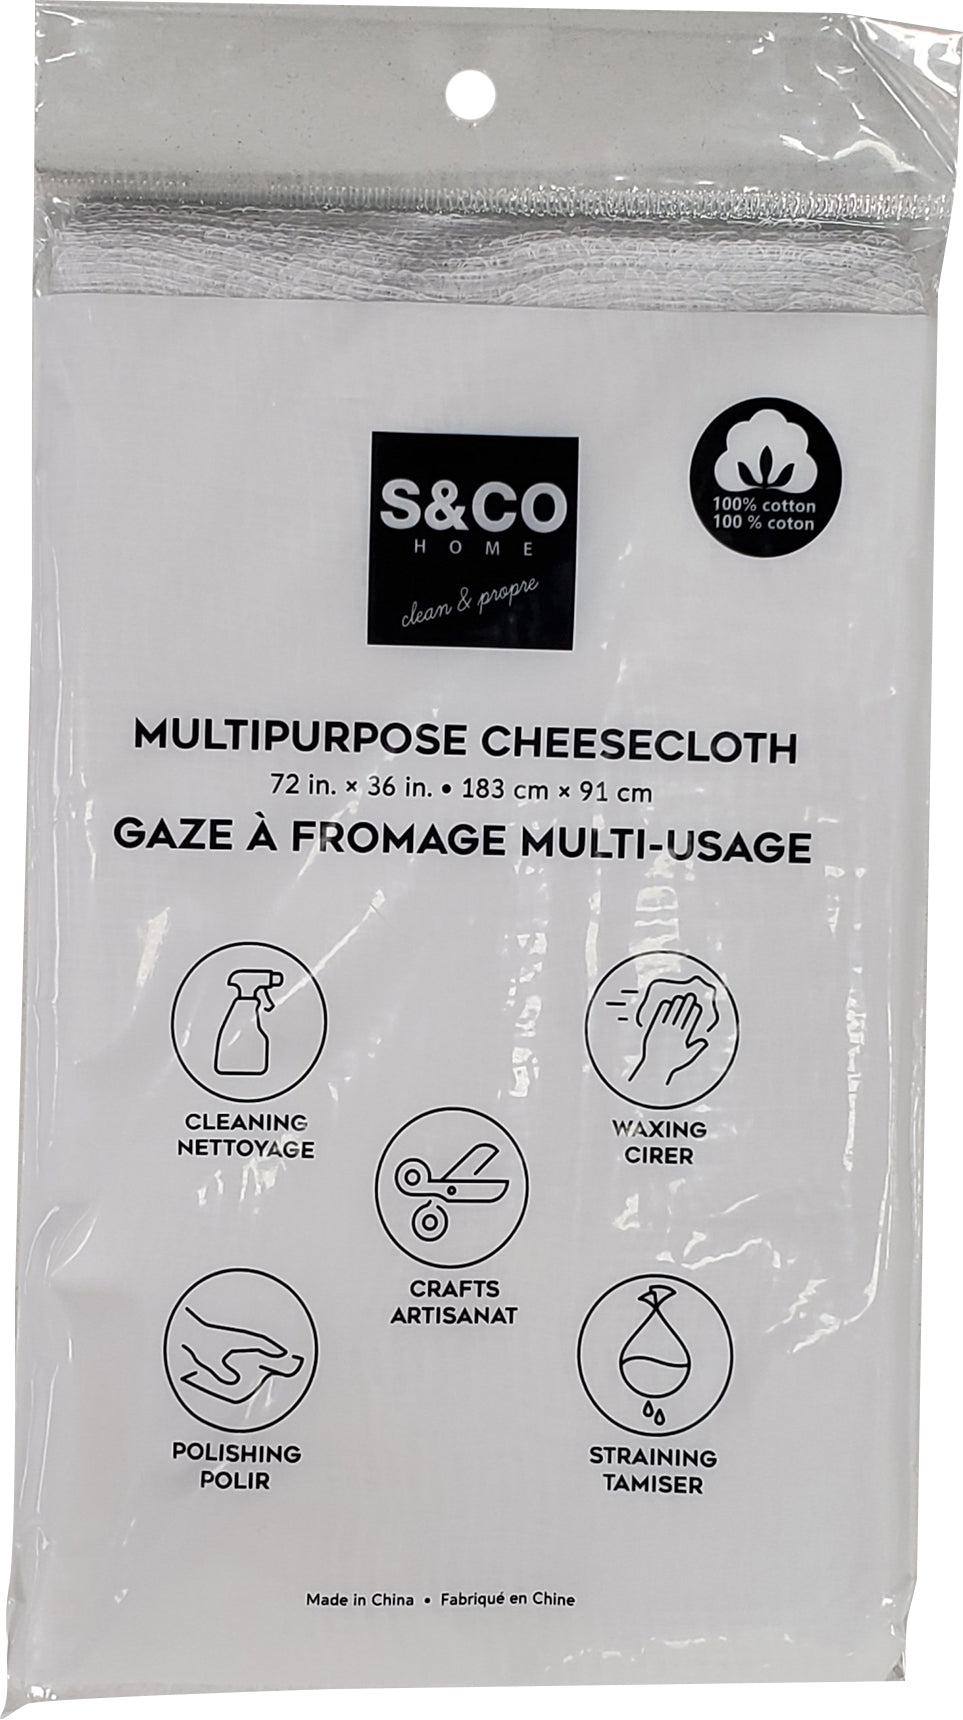 S&CO
HOME
clean & propre
100% cotton
100 % coton
MULTIPURPOSE CHEESECLOTH
72 in. × 36 in. • 183 cm × 91 cm
GAZE À FROMAGE MULTI-USAGE
CLEANING
NETTOYAGE
WAXING
CIRER
CRAFTS
ARTISANAT
POLISHING
POLIR
STRAINING
TAMISER
Made in China • Fabriqué en Chine